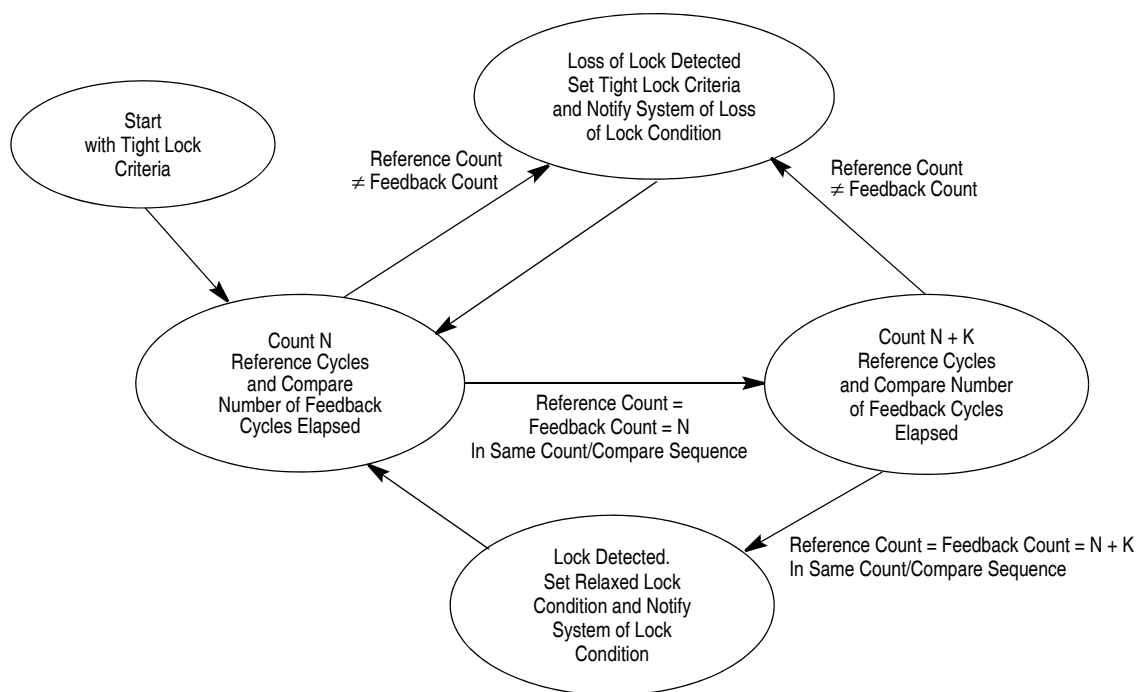 Start
with Tight Lock
Criteria
Loss of Lock Detected
Set Tight Lock Criteria
and Notify System of Loss
of Lock Condition
Reference Count
≠ Feedback Count
Reference Count
≠ Feedback Count
Count N
Reference Cycles
and Compare
Number of Feedback
Cycles Elapsed
Reference Count =
Feedback Count = N
In Same Count/Compare Sequence
Count N + K
Reference Cycles
and Compare Number
of Feedback Cycles
Elapsed
Reference Count = Feedback Count = N + K
In Same Count/Compare Sequence
Lock Detected.
Set Relaxed Lock
Condition and Notify
System of Lock
Condition